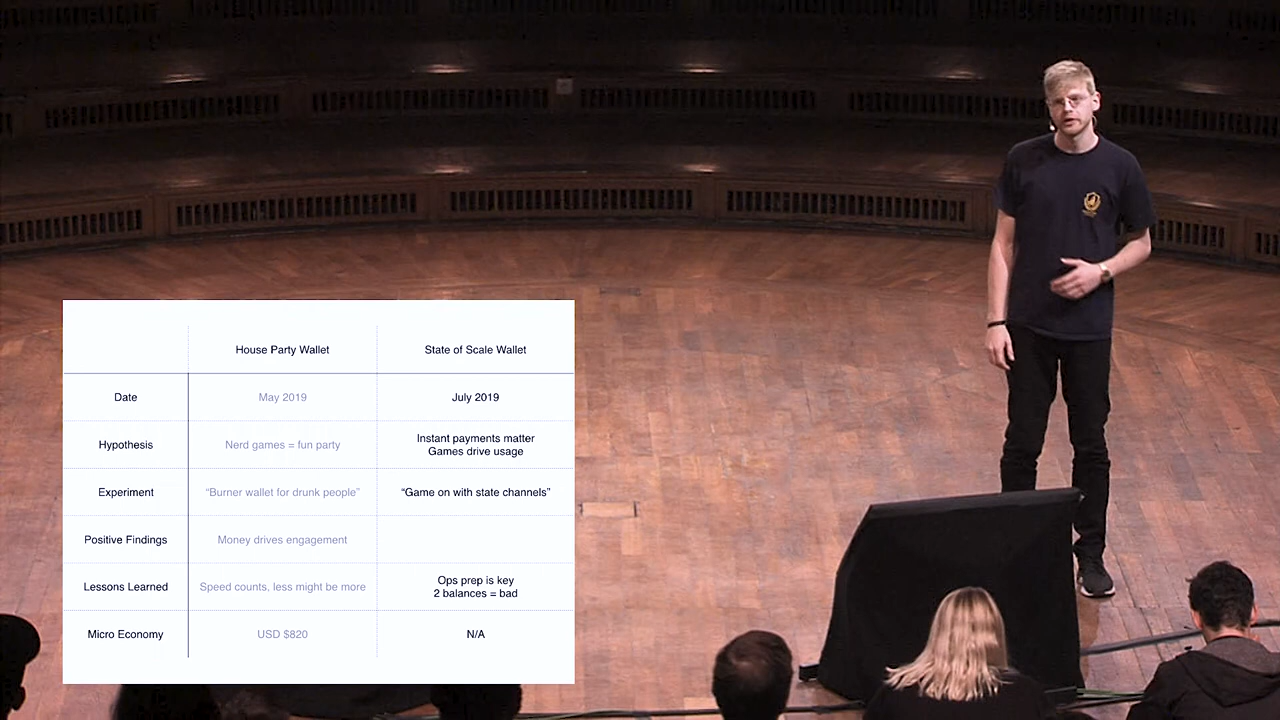 House Party Wallet State of Scale Wallet
Date May 2019 July 2019
Hypothesis Nerd games = fun party Instant payments matter
Games drive usage
Experiment “Burner wallet for drunk people” “Game on with state channels”
Positive Findings Money drives engagement
Lessons Learned Speed counts, less might be more Ops prep is key
2 balances = bad
Micro Economy USD $820 N/A